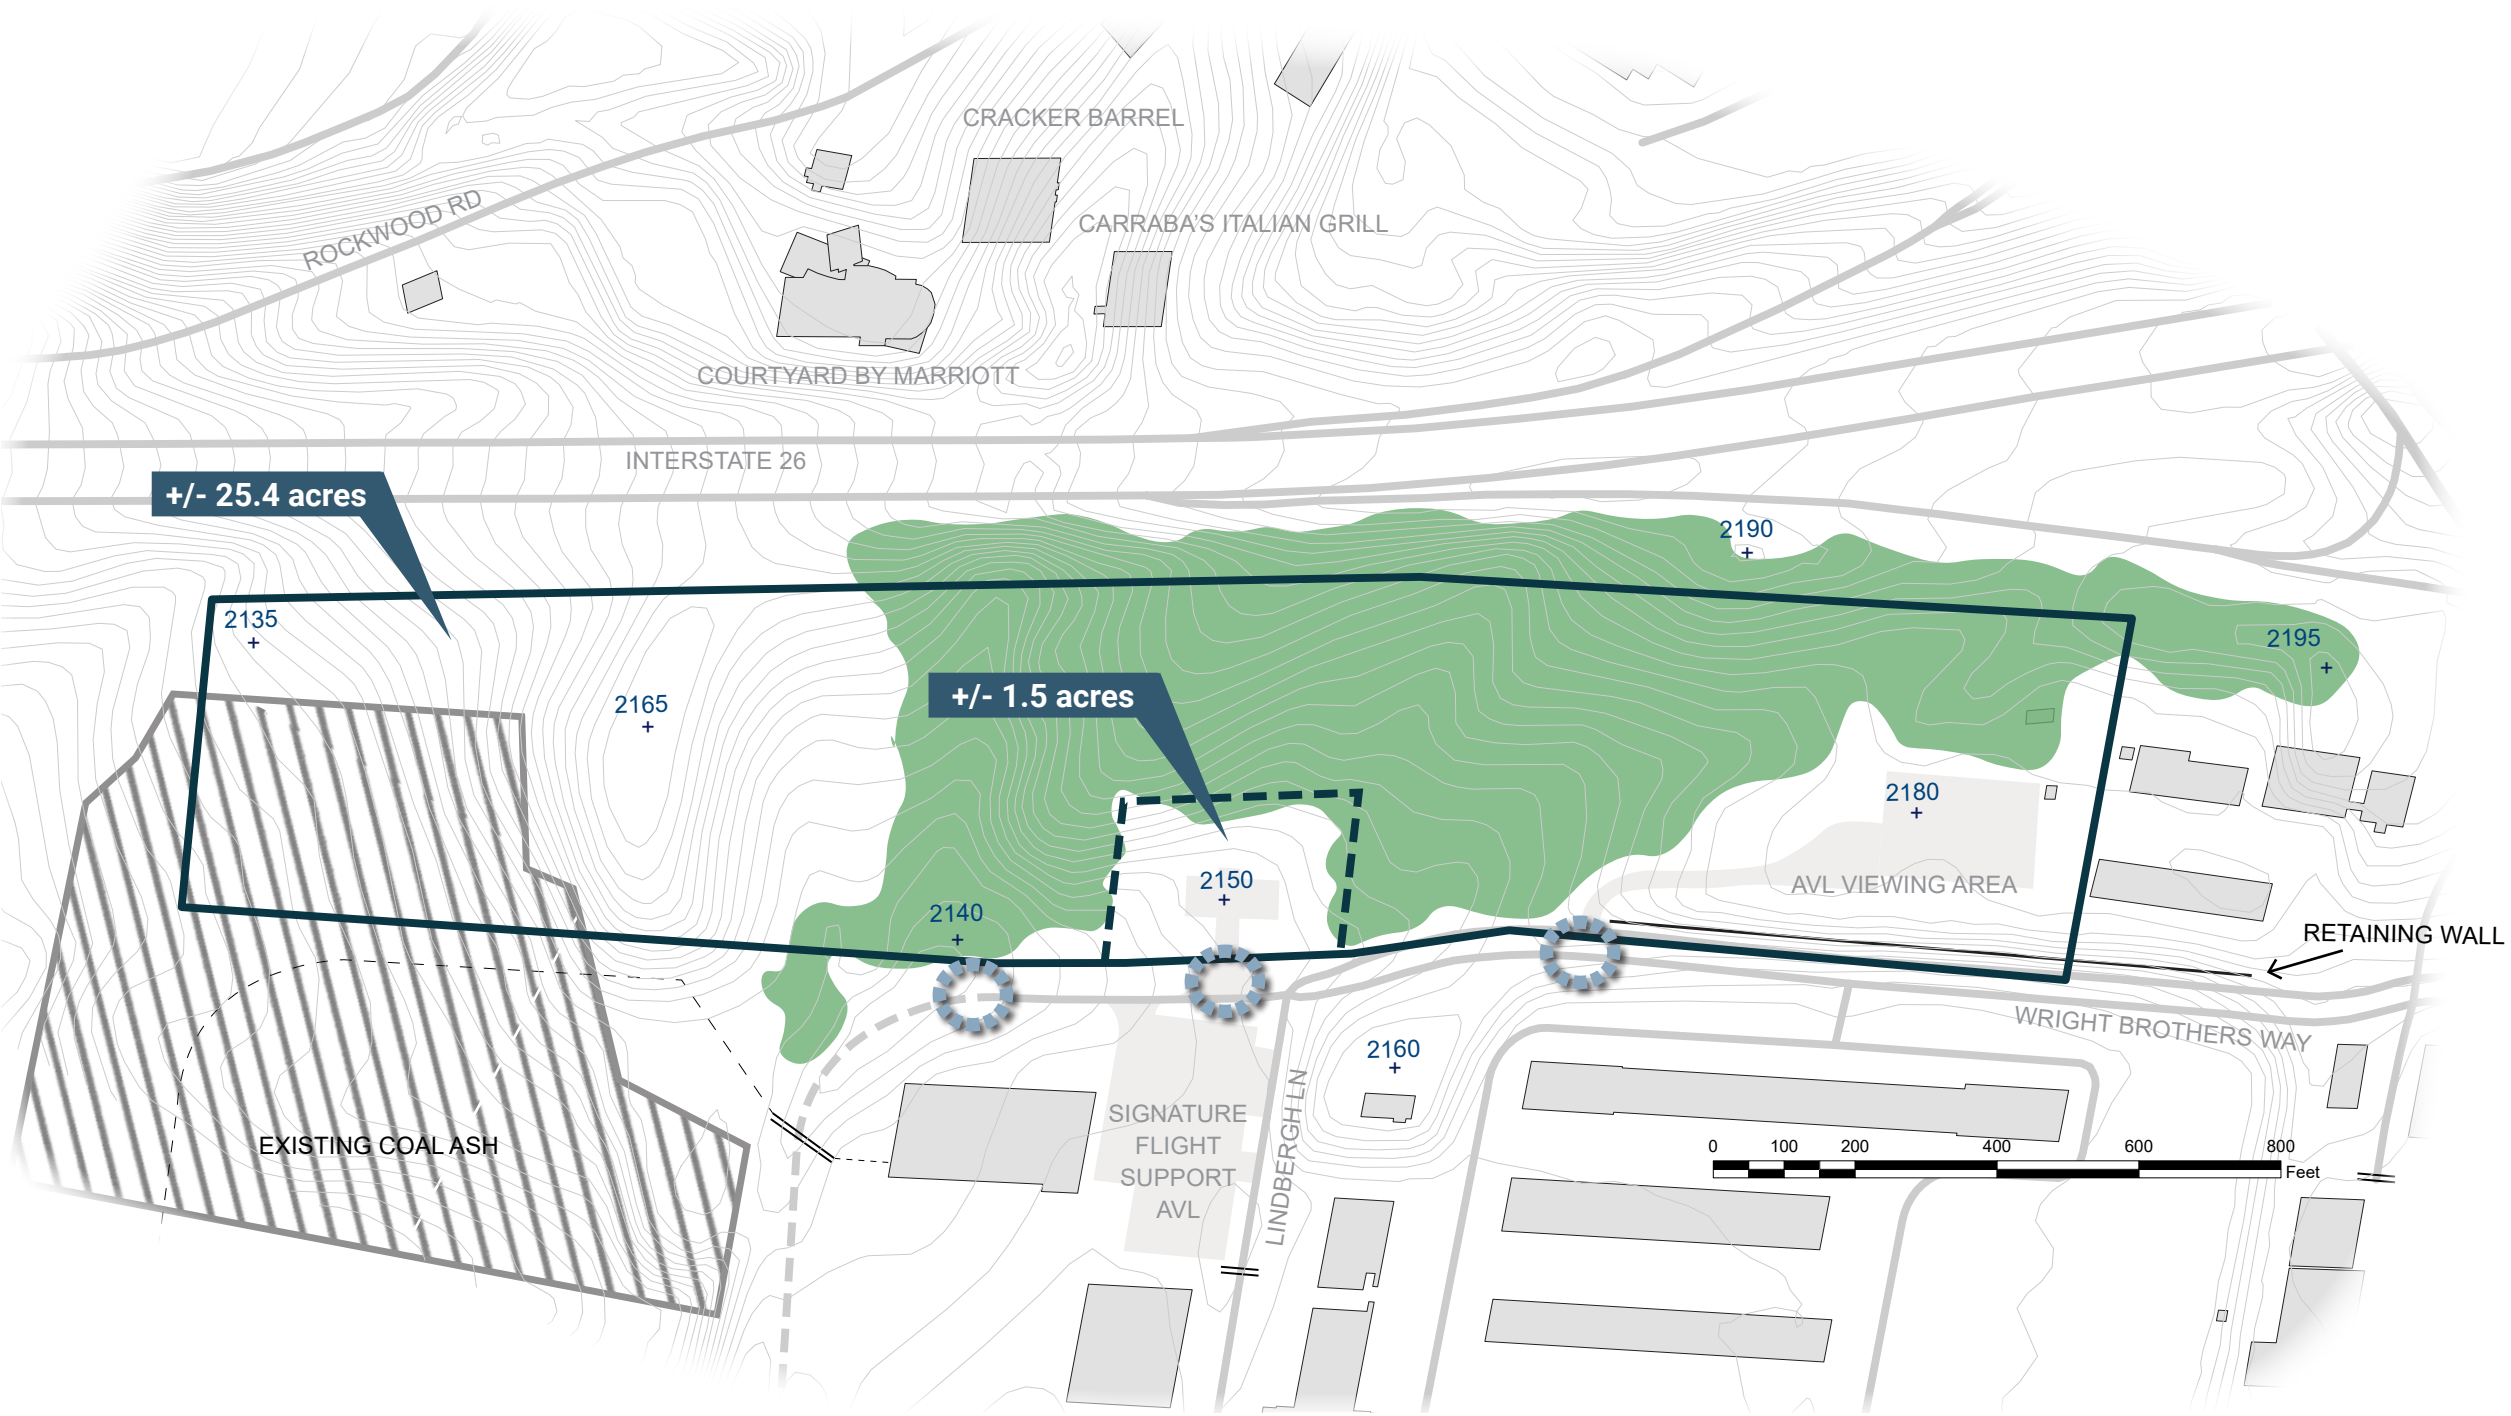 CRACKER BARREL
ROCKWOOD RD
CARRABA'S ITALIAN GRILL
COURTYARD BY MARRIOTT
INTERSTATE 26
+/- 25.4 acres
2190
2135
2195
+/- 1.5 acres
2165
2180
2150
AVL VIEWING AREA
2140
RETAINING WALL
WRIGHT BROTHERS WAY
2160
LINDBERGH LN
SIGNATURE
FLIGHT
SUPPORT
AVL
EXISTING COAL ASH
0 100 200 400 600 800
Feet